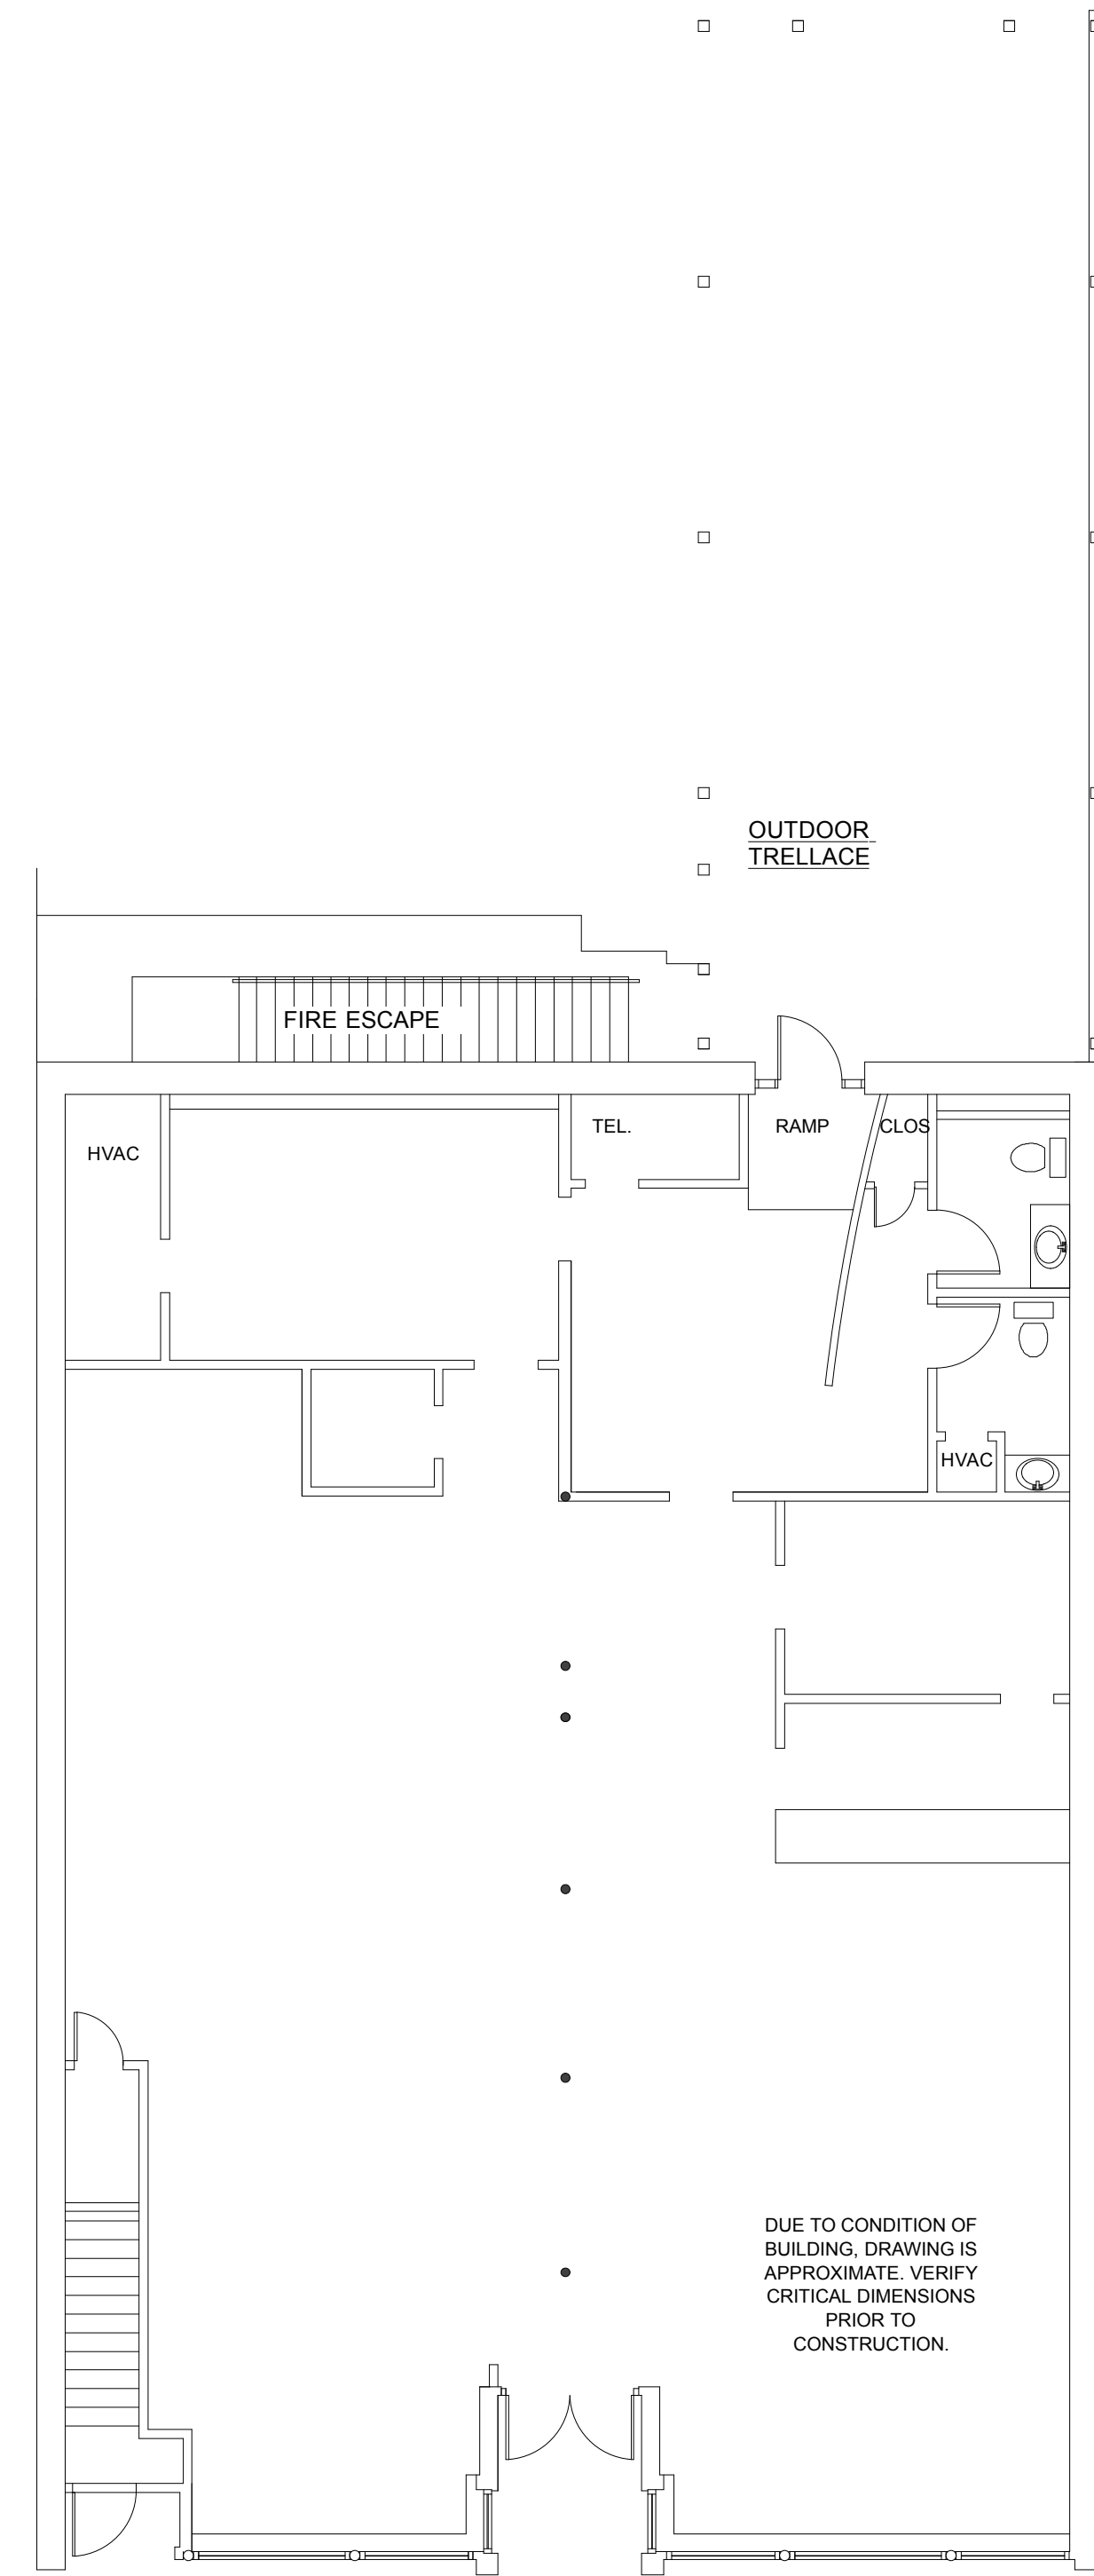 OUTDOOR
TRELLACE
FIRE ESCAPE
TEL.
RAMP
CLOS
HVAC
HVAC
DUE TO CONDITION OF
BUILDING, DRAWING IS
APPROXIMATE. VERIFY
CRITICAL DIMENSIONS
PRIOR TO
CONSTRUCTION.